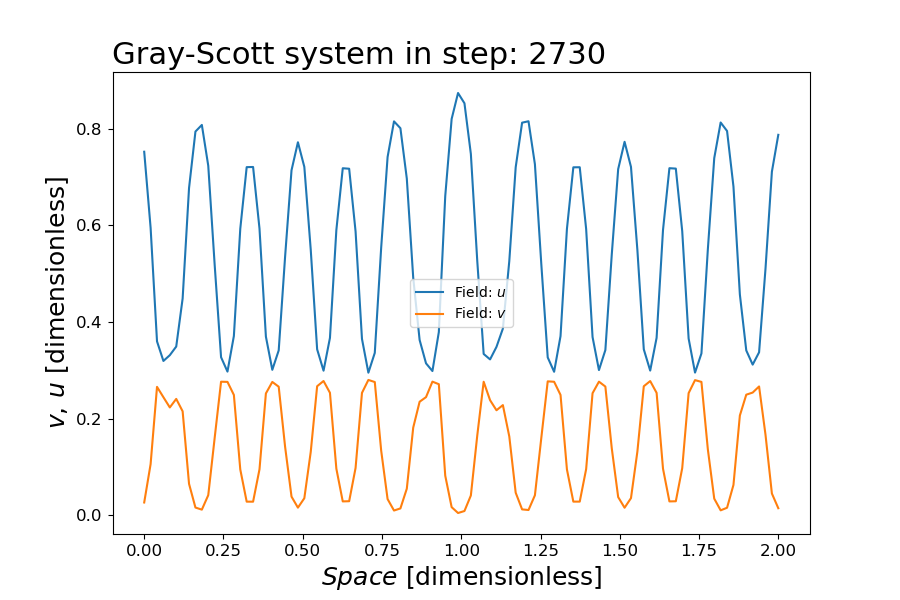 Gray-Scott system in step: 2730
v, u [dimensionless]
0.8
0.6
0.4
0.2
0.0
Field: u
Field: v
0.00 0.25 0.50 0.75 1.00 1.25 1.50 1.75 2.00
Space [dimensionless]